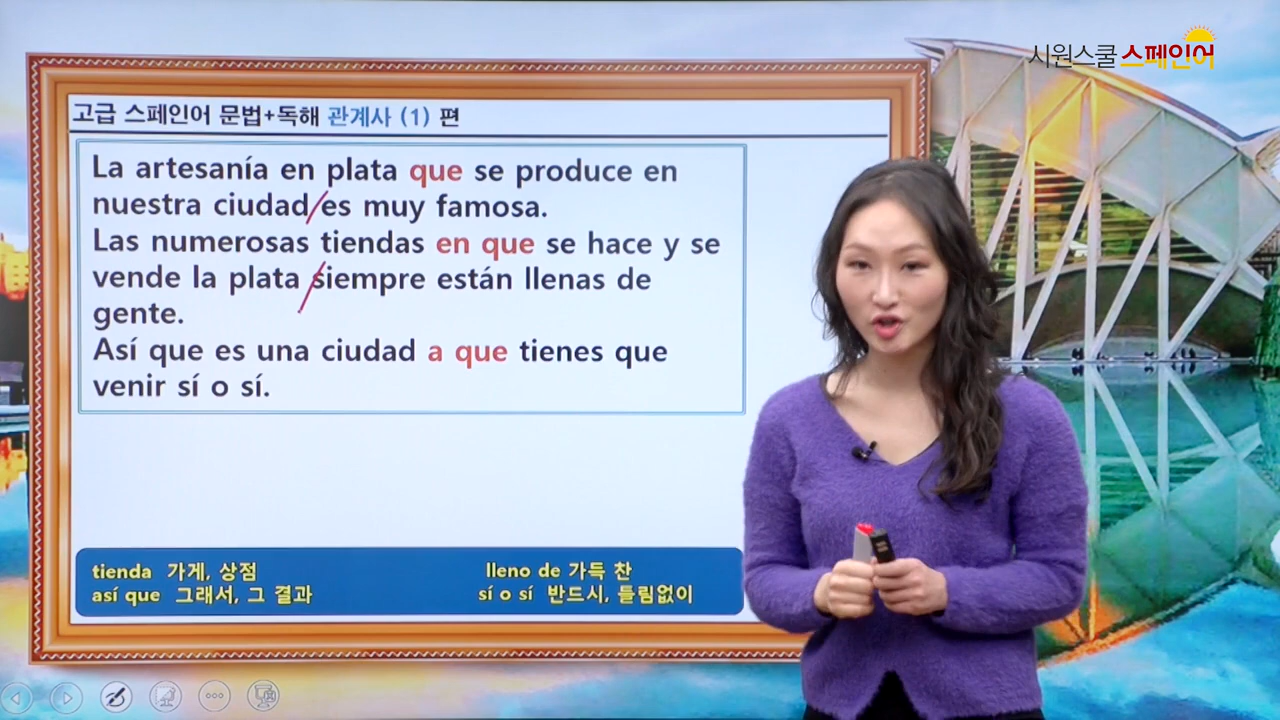 시원스쿨 스페인어
고급 스페인어 문법+독해 관계사 (1) 편
La artesanía en plata que se produce en
nuestra ciudad es muy famosa.
Las numerosas tiendas en que se hace y se
vende la plata siempre están llenas de
gente.
Así que es una ciudad a que tienes que
venir sí o sí.
tienda 가게, 상점
lleno de 가득 찬
así que 그래서, 그 결과
sí o sí 반드시, 틀림없이